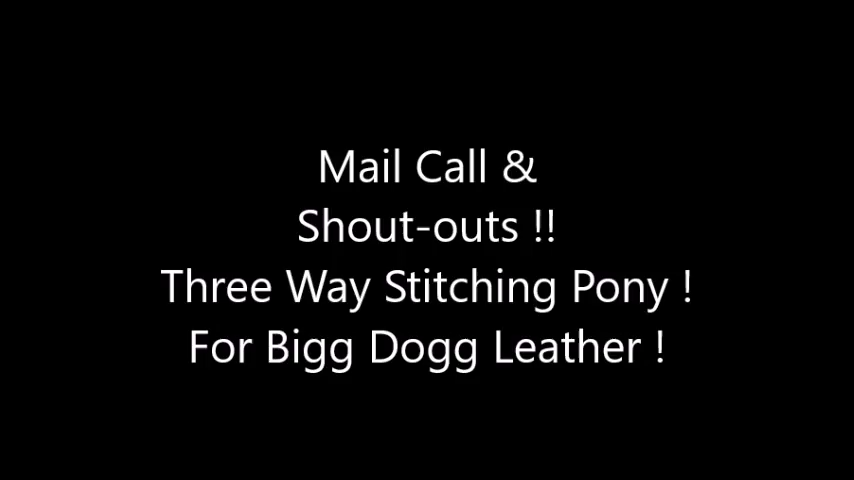 Mail Call &
Shout-outs !!
Three Way Stitching Pony !
For Bigg Dogg Leather !